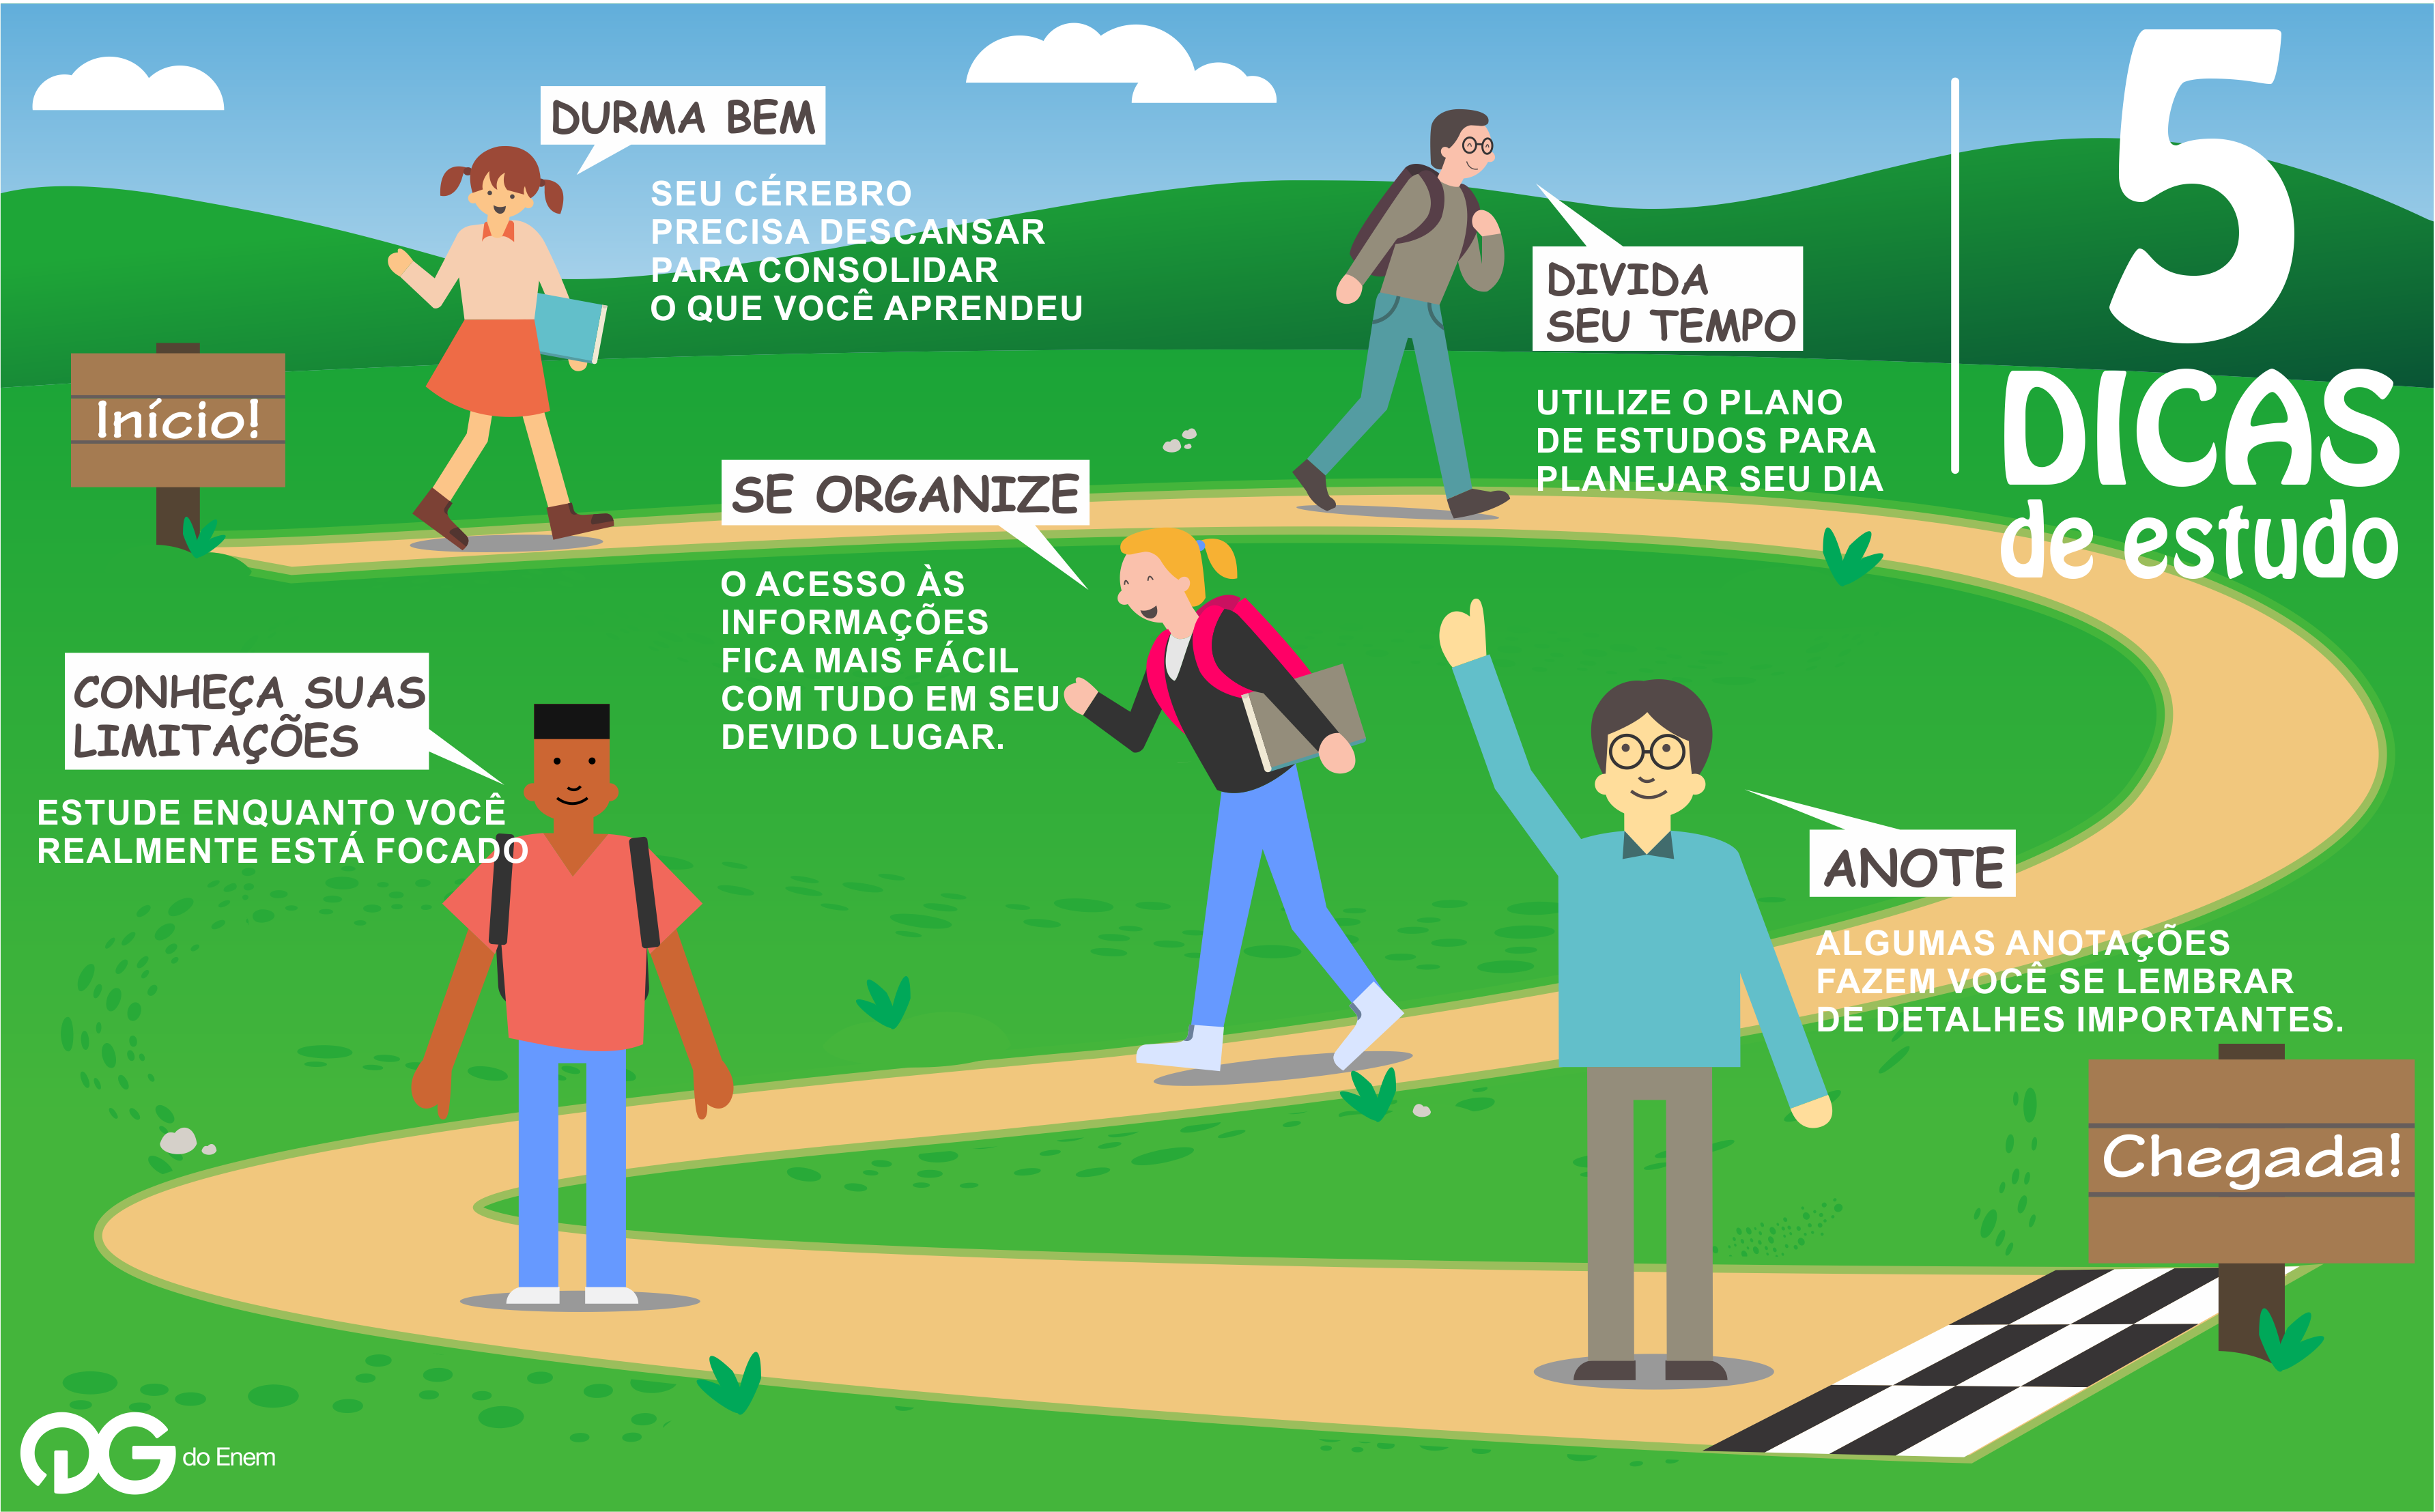 5
DICAS
de estudo
Início!
DURMA BEM
SEU CÉREBRO
PRECISA DESCANSAR
PARA CONSOLIDAR
O QUE VOCÊ APRENDEU
DIVIDA
SEU TEMPO
UTILIZE O PLANO
DE ESTUDOS PARA
PLANEJAR SEU DIA
SE ORGANIZE
O ACESSO ÀS
INFORMAÇÕES
FICA MAIS FÁCIL
COM TUDO EM SEU
DEVIDO LUGAR.
CONHEÇA SUAS
LIMITAÇÕES
ESTUDE ENQUANTO VOCÊ
REALMENTE ESTÁ FOCADO
ANOTE
ALGUMAS ANOTAÇÕES
FAZEM VOCÊ SE LEMBRAR
DE DETALHES IMPORTANTES.
Chegada!
do Enem